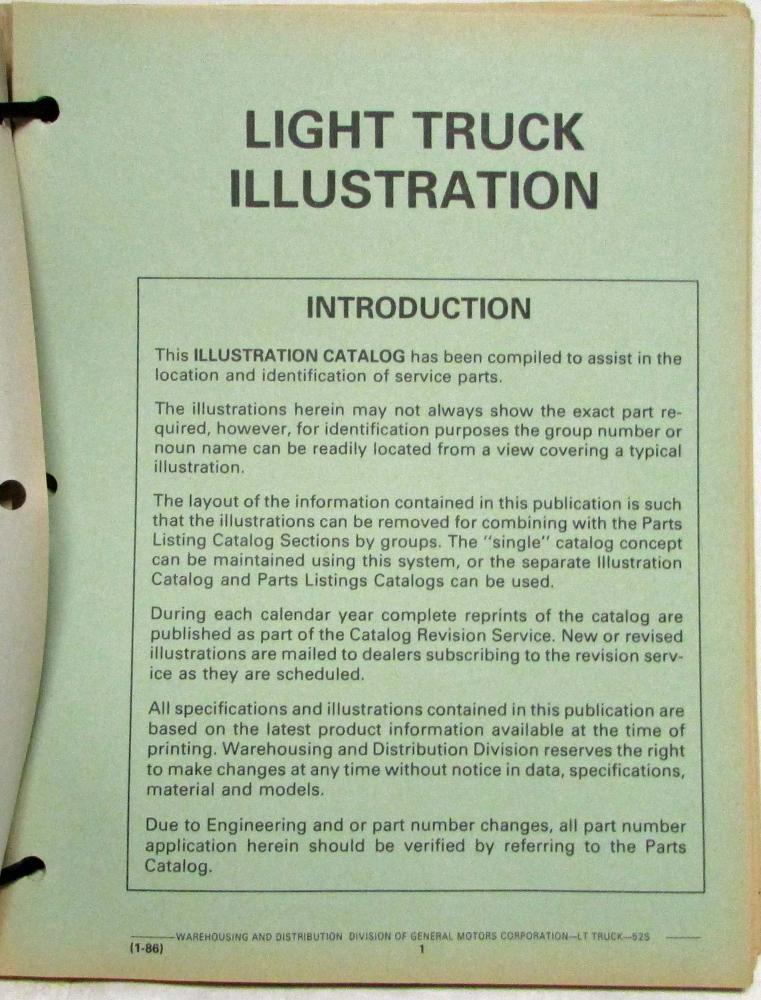 LIGHT TRUCK
ILLUSTRATION
INTRODUCTION
This ILLUSTRATION CATALOG has been compiled to assist in the
location and identification of service parts.
The illustrations herein may not always show the exact part re-
quired, however, for identification purposes the group number or
noun name can be readily located from a view covering a typical
illustration.
The layout of the information contained in this publication is such
that the illustrations can be removed for combining with the Parts
Listing Catalog Sections by groups. The "single" catalog concept
can be maintained using this system, or the separate Illustration
Catalog and Parts Listings Catalogs can be used.
During each calendar year complete reprints of the catalog are
published as part of the Catalog Revision Service. New or revised
illustrations are mailed to dealers subscribing to the revision serv-
ice as they are scheduled.
All specifications and illustrations contained in this publication are
based on the latest product information available at the time of
printing. Warehousing and Distribution Division reserves the right
to make changes at any time without notice in data, specifications,
material and models.
Due to Engineering and or part number changes, all part number
application herein should be verified by referring to the Parts
Catalog.
WAREHOUSING AND DISTRIBUTION DIVISION OF GENERAL MOTORS CORPORATION—LT TRUCK—52S
(1-86)
1